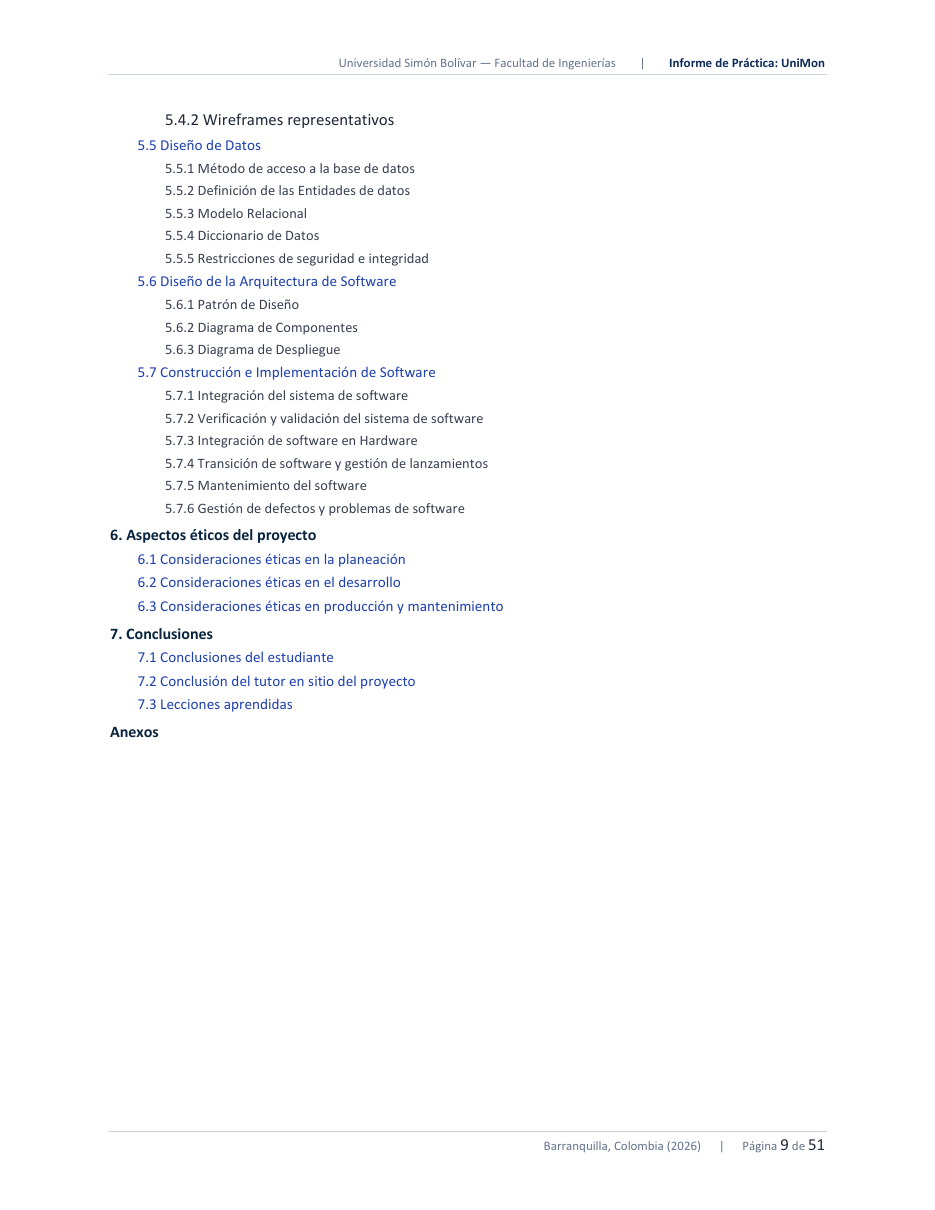 Universidad Simón Bolívar — Facultad de Ingenierías | Informe de Práctica: UniMon
5.4.2 Wireframes representativos
5.5 Diseño de Datos
5.5.1 Método de acceso a la base de datos
5.5.2 Definición de las Entidades de datos
5.5.3 Modelo Relacional
5.5.4 Diccionario de Datos
5.5.5 Restricciones de seguridad e integridad
5.6 Diseño de la Arquitectura de Software
5.6.1 Patrón de Diseño
5.6.2 Diagrama de Componentes
5.6.3 Diagrama de Despliegue
5.7 Construcción e Implementación de Software
5.7.1 Integración del sistema de software
5.7.2 Verificación y validación del sistema de software
5.7.3 Integración de software en Hardware
5.7.4 Transición de software y gestión de lanzamientos
5.7.5 Mantenimiento del software
5.7.6 Gestión de defectos y problemas de software
6. Aspectos éticos del proyecto
6.1 Consideraciones éticas en la planeación
6.2 Consideraciones éticas en el desarrollo
6.3 Consideraciones éticas en producción y mantenimiento
7. Conclusiones
7.1 Conclusiones del estudiante
7.2 Conclusión del tutor en sitio del proyecto
7.3 Lecciones aprendidas
Anexos
Barranquilla, Colombia (2026) | Página 9 de 51